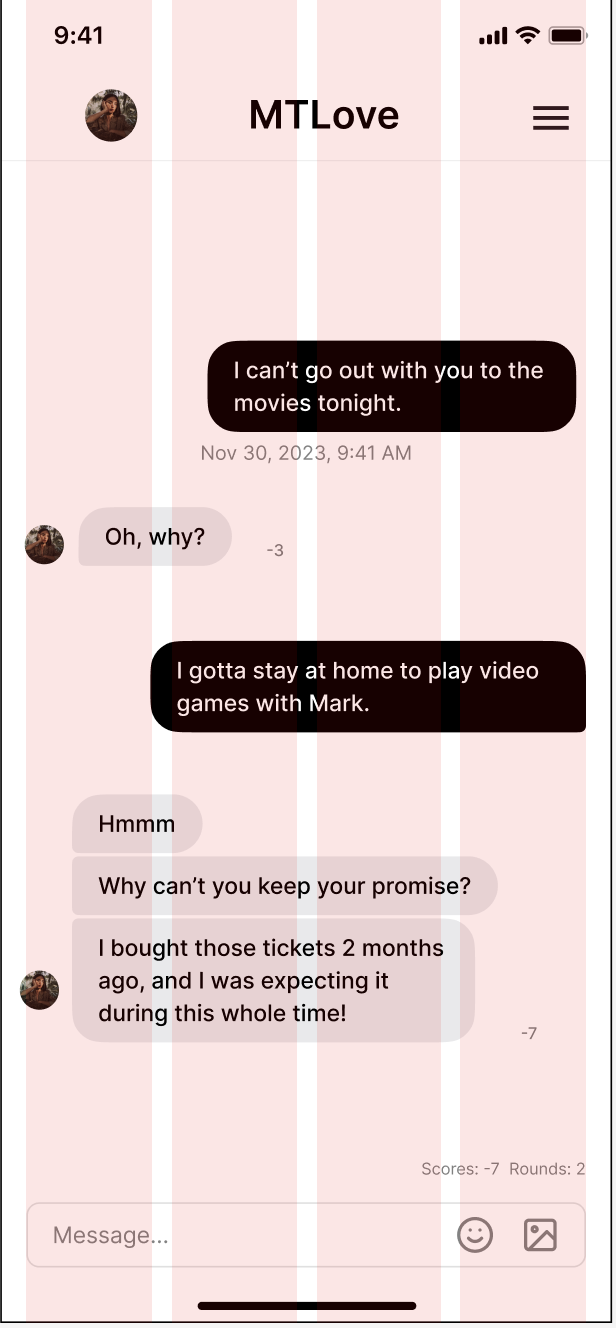 9:41
MTLove
I can’t go out with you to the
movies tonight.
Nov 30, 2023, 9:41 AM
Oh, why?
-3
I gotta stay at home to play video
games with Mark.
Hmmm
Why can’t you keep your promise?
I bought those tickets 2 months
ago, and I was expecting it
during this whole time!
-7
Scores: -7  Rounds: 2
Message...